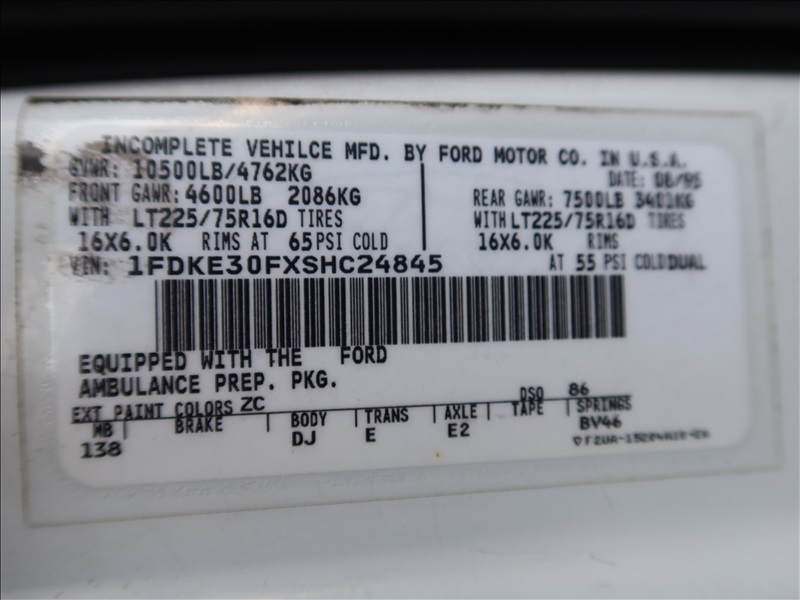 INCOMPLETE VEHILCE MFD. BY FORD MOTOR CO. IN U.S.A.
GVWR: 10500LB/4762KG
DATE: 08/95
FRONT GAWR: 4600LB 2086KG
REAR GAWR: 7500LB 3401KG
WITH LT225/75R16D TIRES
WITH LT225/75R16D TIRES
16X6.0K RIMS AT 65 PSI COLD
16X6.0K RIMS
VIN: 1FDKE30FXSHC24845
AT 55 PSI COLD DUAL
EQUIPPED WITH THE FORD
AMBULANCE PREP. PKG.
EXT PAINT COLORS ZC
DSO 86
WB | BRAKE | BODY | TRANS | AXLE | TAPE | SPRINGS
138 DJ E E2 BV46